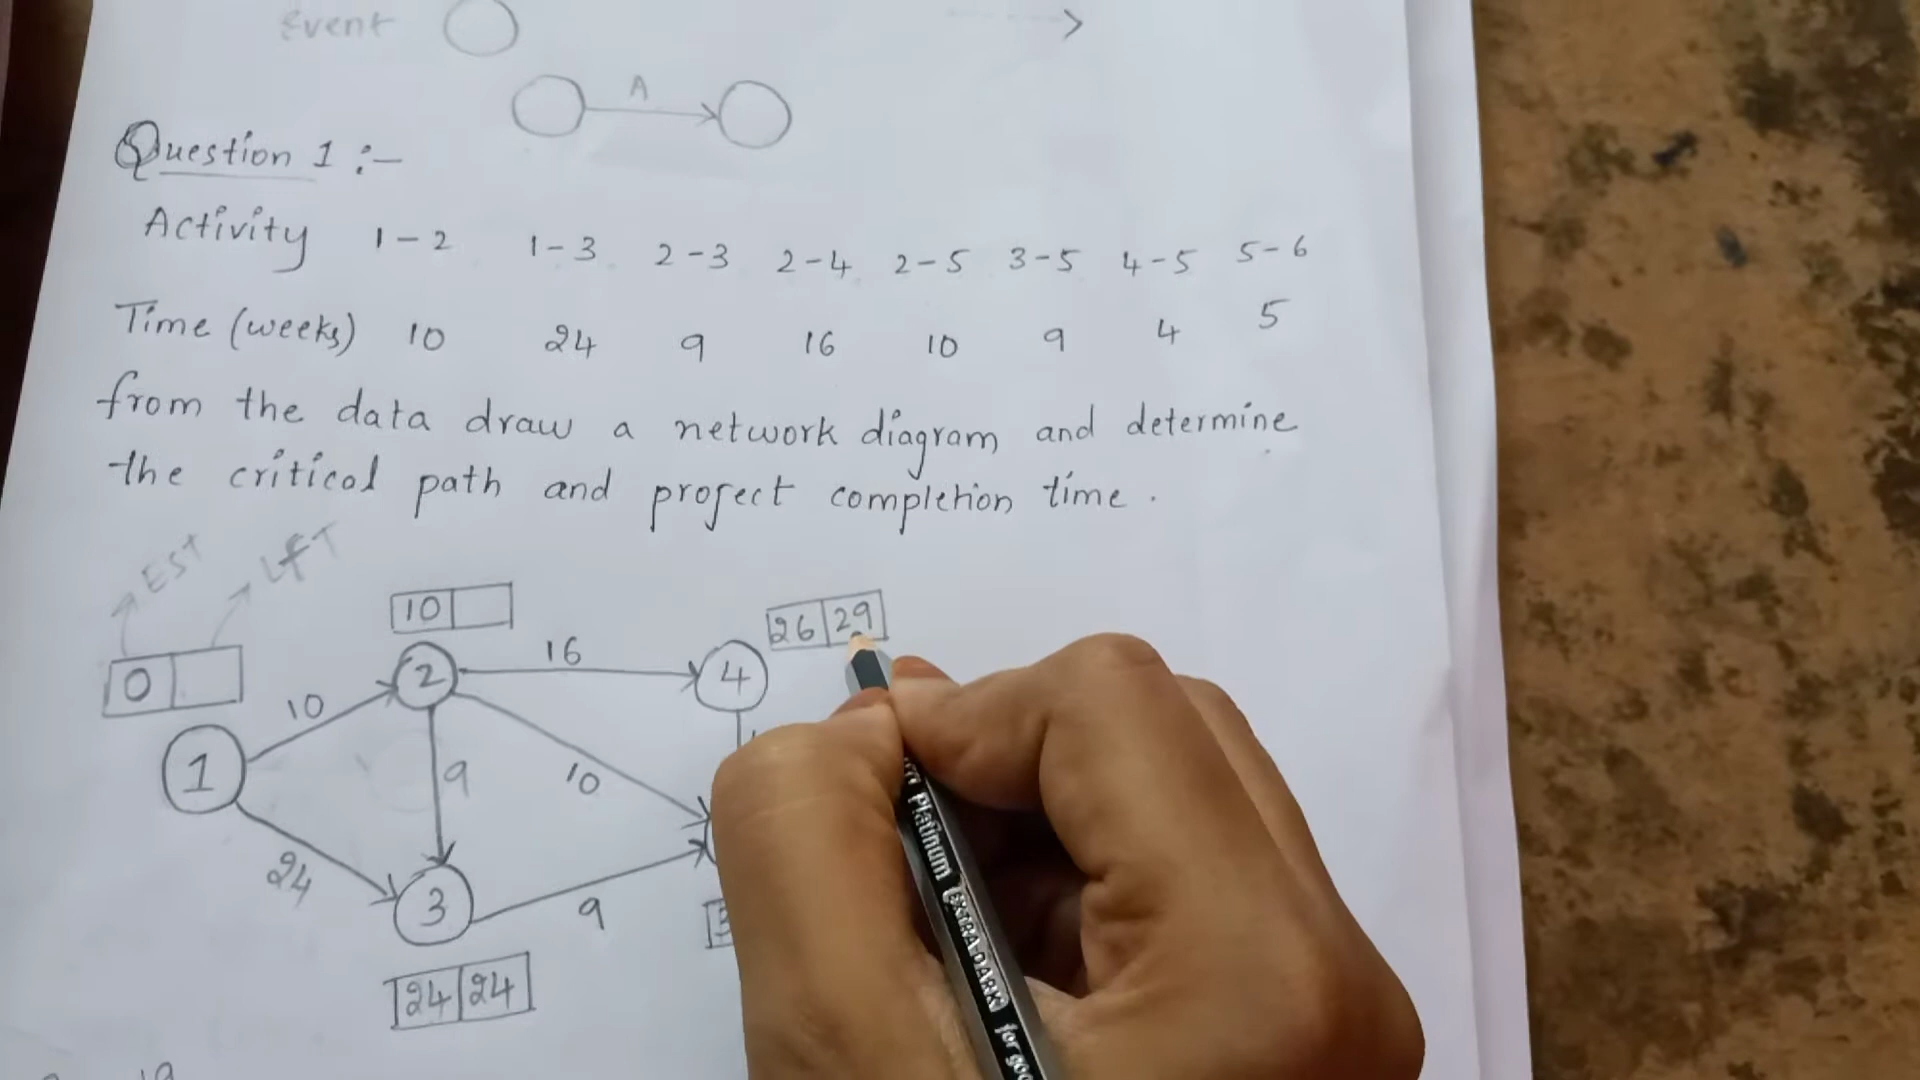 Event
A
Question 1 :-
Activity 1-2 1-3 2-3 2-4 2-5 3-5 4-5 5-6
Time (weeks) 10 24 9 16 10 9 4 5
from the data draw a network diagram and determine
the critical path and project completion time.
EST LFT
10
26 29
0
16
2
4
10
1
9
10
24
3
9
24 24
Platinum EXTRA DARK for